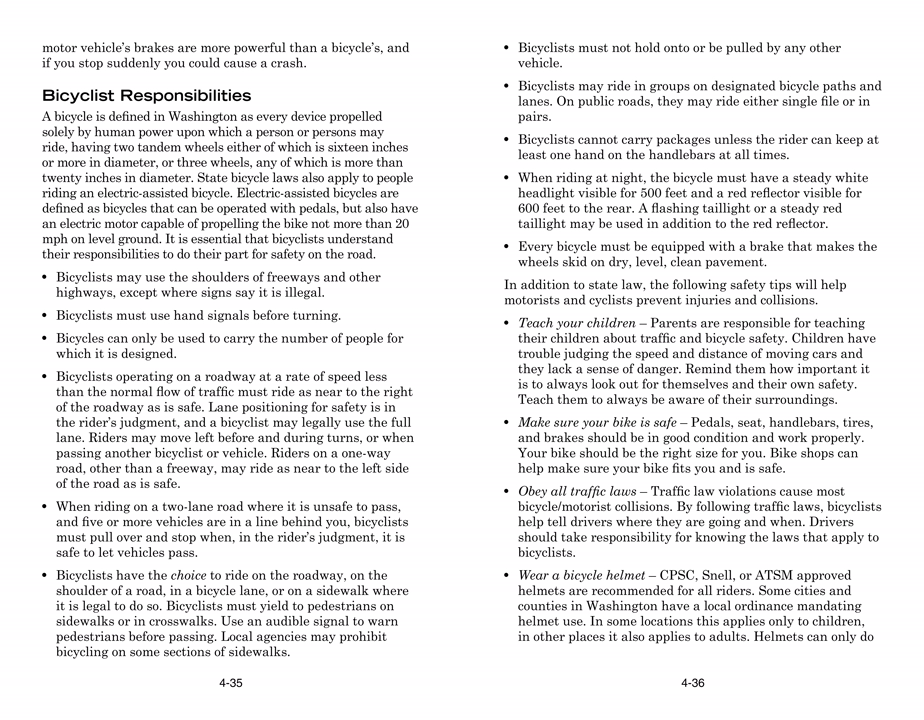 motor vehicle's brakes are more powerful than a bicycle's, and
if you stop suddenly you could cause a crash.
Bicyclist Responsibilities
A bicycle is defined in Washington as every device propelled
solely by human power upon which a person or persons may
ride, having two tandem wheels either of which is sixteen inches
or more in diameter, or three wheels, any of which is more than
twenty inches in diameter. State bicycle laws also apply to people
riding an electric-assisted bicycle. Electric-assisted bicycles are
defined as bicycles that can be operated with pedals, but also have
an electric motor capable of propelling the bike not more than 20
mph on level ground. It is essential that bicyclists understand
their responsibilities to do their part for safety on the road.
• Bicyclists may use the shoulders of freeways and other
highways, except where signs say it is illegal.
• Bicyclists must use hand signals before turning.
• Bicycles can only be used to carry the number of people for
which it is designed.
• Bicyclists operating on a roadway at a rate of speed less
than the normal flow of traffic must ride as near to the right
of the roadway as is safe. Lane positioning for safety is in
the rider's judgment, and a bicyclist may legally use the full
lane. Riders may move left before and during turns, or when
passing another bicyclist or vehicle. Riders on a one-way
road, other than a freeway, may ride as near to the left side
of the road as is safe.
• When riding on a two-lane road where it is unsafe to pass,
and five or more vehicles are in a line behind you, bicyclists
must pull over and stop when, in the rider's judgment, it is
safe to let vehicles pass.
• Bicyclists have the choice to ride on the roadway, on the
shoulder of a road, in a bicycle lane, or on a sidewalk where
it is legal to do so. Bicyclists must yield to pedestrians on
sidewalks or in crosswalks. Use an audible signal to warn
pedestrians before passing. Local agencies may prohibit
bicycling on some sections of sidewalks.
4-35
• Bicyclists must not hold onto or be pulled by any other
vehicle.
• Bicyclists may ride in groups on designated bicycle paths and
lanes. On public roads, they may ride either single file or in
pairs.
• Bicyclists cannot carry packages unless the rider can keep at
least one hand on the handlebars at all times.
• When riding at night, the bicycle must have a steady white
headlight visible for 500 feet and a red reflector visible for
600 feet to the rear. A flashing taillight or a steady red
taillight may be used in addition to the red reflector.
• Every bicycle must be equipped with a brake that makes the
wheels skid on dry, level, clean pavement.
In addition to state law, the following safety tips will help
motorists and cyclists prevent injuries and collisions.
• Teach your children – Parents are responsible for teaching
their children about traffic and bicycle safety. Children have
trouble judging the speed and distance of moving cars and
they lack a sense of danger. Remind them how important it
is to always look out for themselves and their own safety.
Teach them to always be aware of their surroundings.
• Make sure your bike is safe – Pedals, seat, handlebars, tires,
and brakes should be in good condition and work properly.
Your bike should be the right size for you. Bike shops can
help make sure your bike fits you and is safe.
• Obey all traffic laws – Traffic law violations cause most
bicycle/motorist collisions. By following traffic laws, bicyclists
help tell drivers where they are going and when. Drivers
should take responsibility for knowing the laws that apply to
bicyclists.
• Wear a bicycle helmet – CPSC, Snell, or ATSM approved
helmets are recommended for all riders. Some cities and
counties in Washington have a local ordinance mandating
helmet use. In some locations this applies only to children,
in other places it also applies to adults. Helmets can only do
4-36